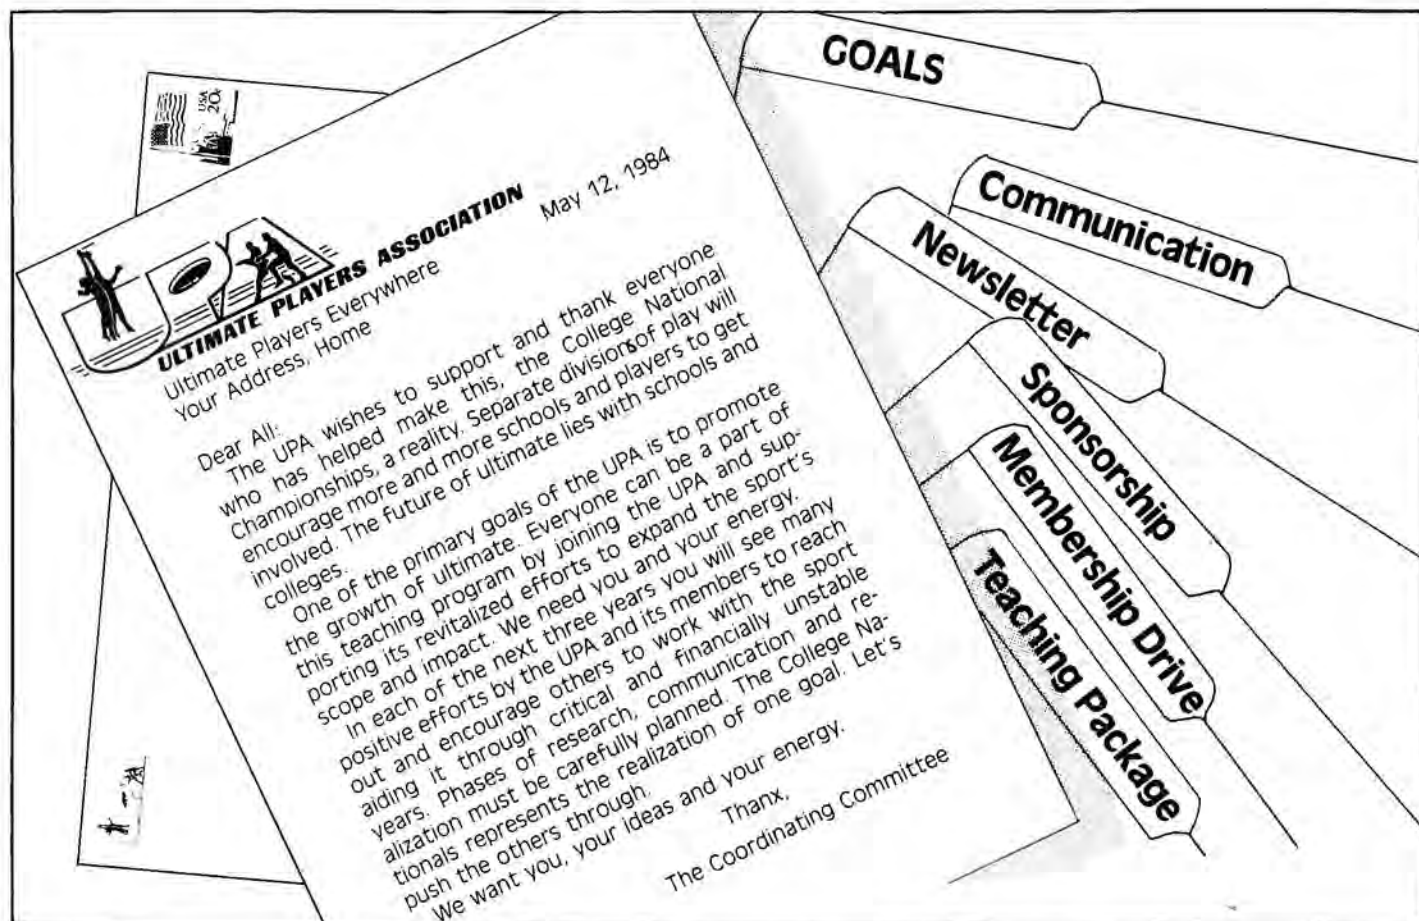 USA
20c
ULTIMATE PLAYERS ASSOCIATION
May 12, 1984
Ultimate Players Everywhere
Your Address, Home
Dear All:
The UPA wishes to support and thank everyone
who has helped make this, the College National
Championships, a reality. Separate divisions of play will
encourage more and more schools and players to get
involved. The future of ultimate lies with schools and
colleges.
One of the primary goals of the UPA is to promote
the growth of ultimate. Everyone can be a part of
this teaching program by joining the UPA and sup-
porting its revitalized efforts to expand the sport's
scope and impact. We need you and your energy.
In each of the next three years you will see many
positive efforts by the UPA and its members to reach
out and encourage others to work with the sport
aiding it through critical and financially unstable
years. Phases of research, communication and re-
alization must be carefully planned. The College Na-
tionals represents the realization of one goal. Let's
push the others through.
We want you, your ideas and your energy.
Thanx,
The Coordinating Committee
GOALS
Communication
Newsletter
Sponsorship
Membership Drive
Teaching Package